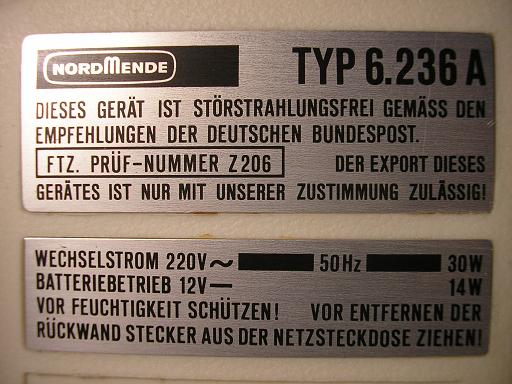 NORDMENDE TYP 6.236 A
DIESES GERÄT IST STÖRSTRAHLUNGSFREI GEMÄSS DEN
EMPFEHLUNGEN DER DEUTSCHEN BUNDESPOST.
FTZ. PRÜF-NUMMER Z206 DER EXPORT DIESES
GERÄTES IST NUR MIT UNSERER ZUSTIMMUNG ZULÄSSIG!
WECHSELSTROM 220V~ 50Hz 30W
BATTERIEBETRIEB 12V— 14W
VOR FEUCHTIGKEIT SCHÜTZEN! VOR ENTFERNEN DER
RÜCKWAND STECKER AUS DER NETZSTECKDOSE ZIEHEN!